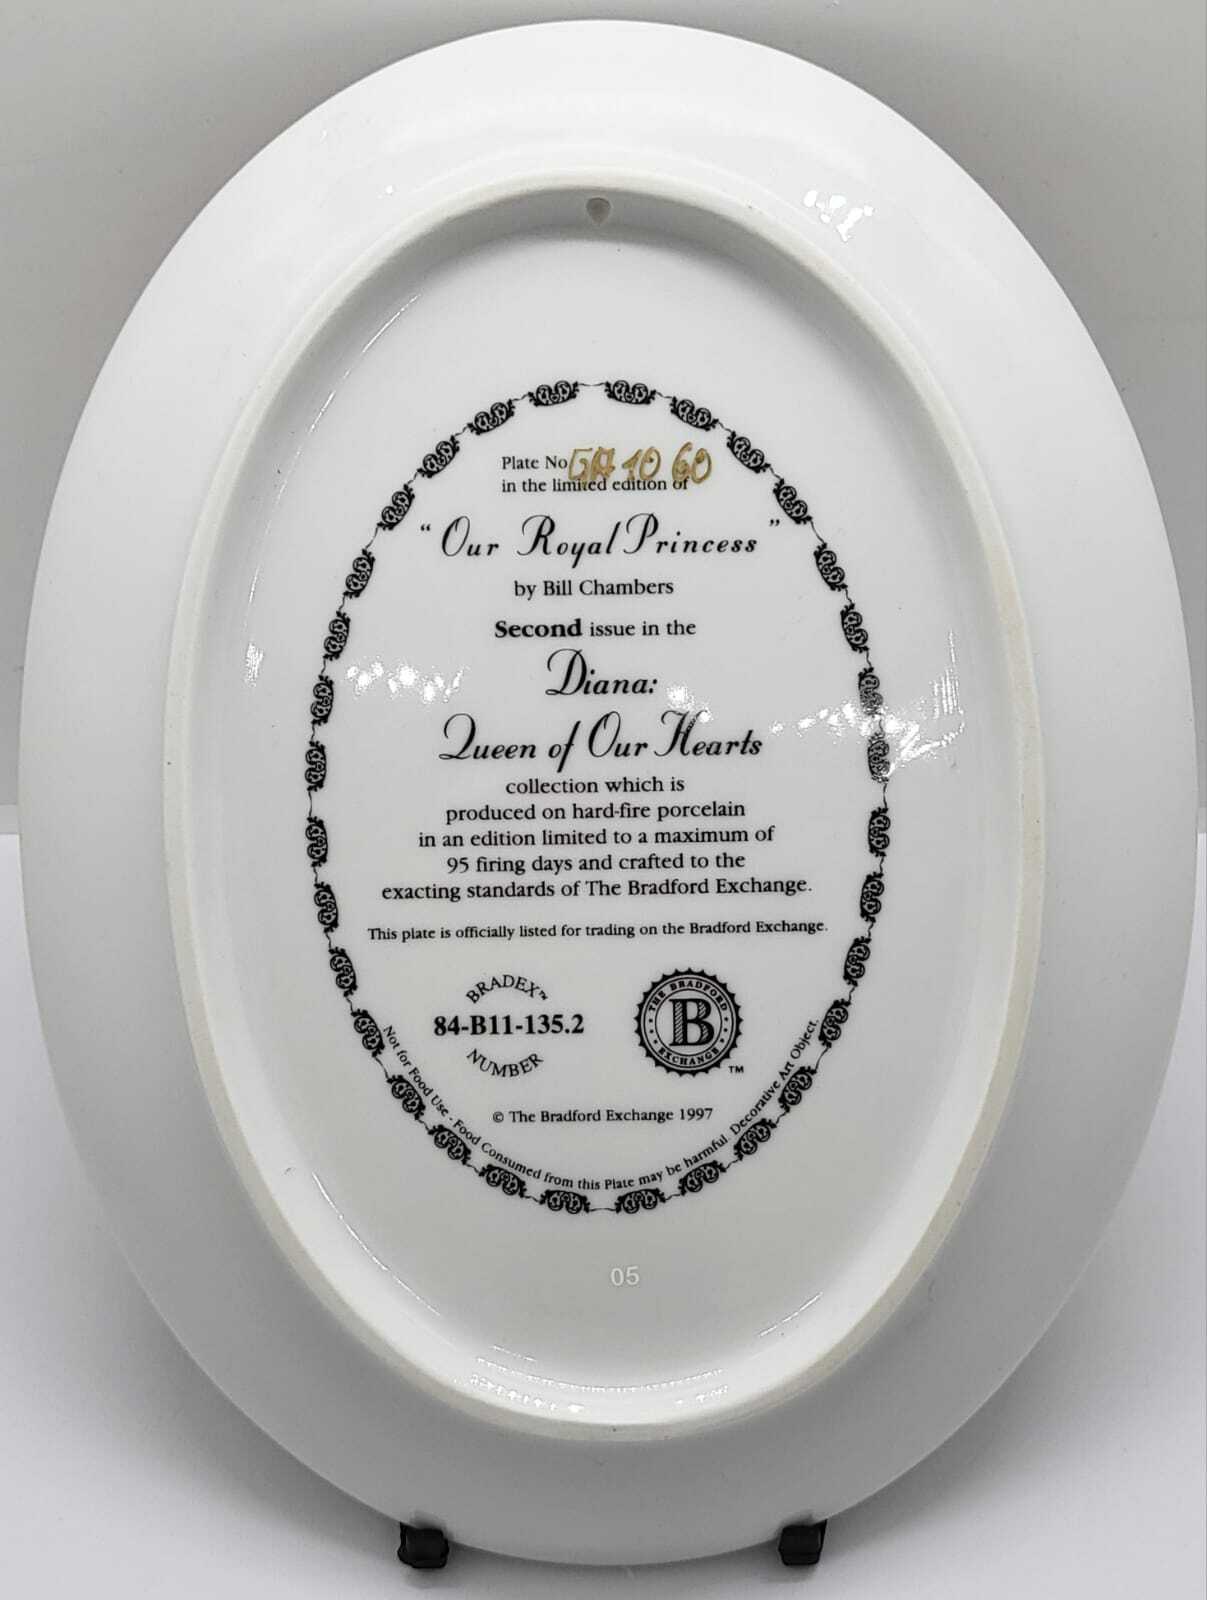 Plate No 1060
in the limited edition of
“Our Royal Princess”
by Bill Chambers
Second issue in the
Diana:
Queen of Our Hearts
collection which is
produced on hard-fire porcelain
in an edition limited to a maximum of
95 firing days and crafted to the
exacting standards of The Bradford Exchange.
This plate is officially listed for trading on the Bradford Exchange.
BRADEX™
84-B11-135.2
NUMBER
THE BRADFORD
B
EXCHANGE
™
© The Bradford Exchange 1997
Not for Food Use - Food Consumed from this Plate may be harmful. Decorative Art Object.
05